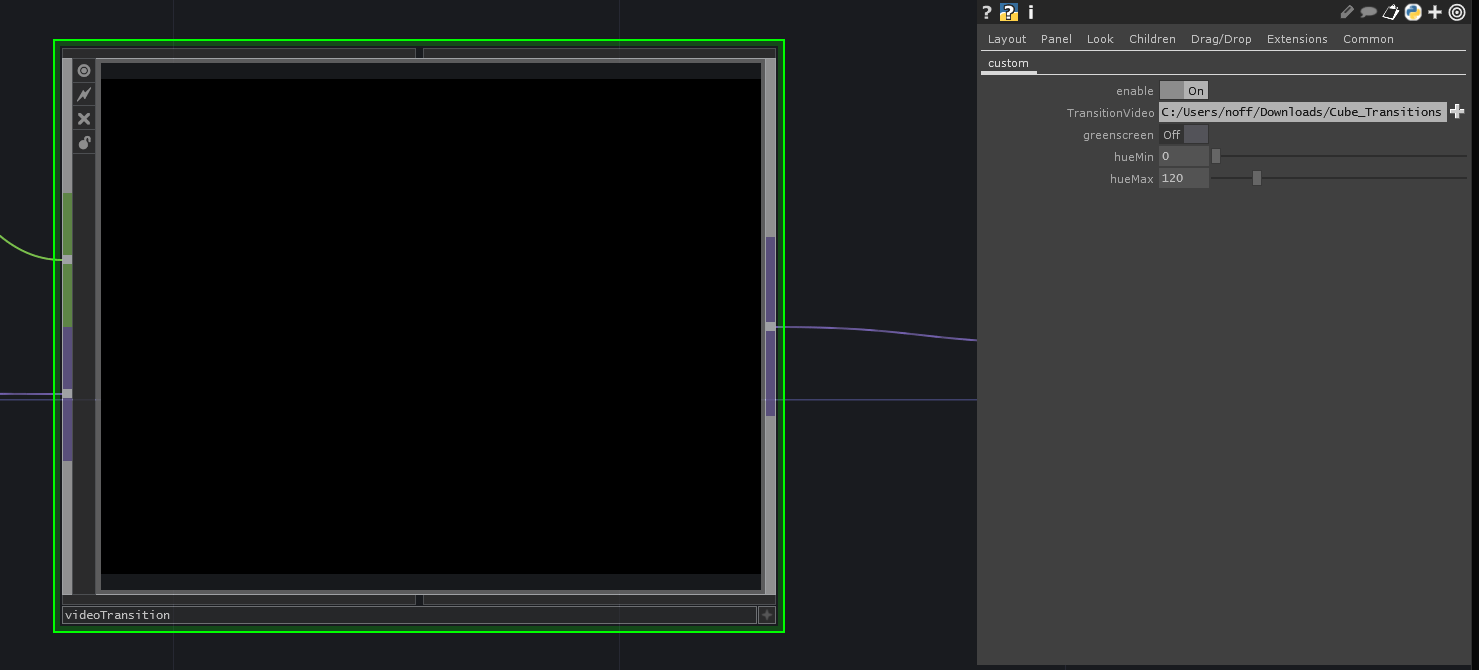 ? ? i
Layout Panel Look Children Drag/Drop Extensions Common
custom
enable On
TransitionVideo C:/Users/noff/Downloads/Cube_Transitions
greenscreen Off
hueMin 0
hueMax 120
videoTransition